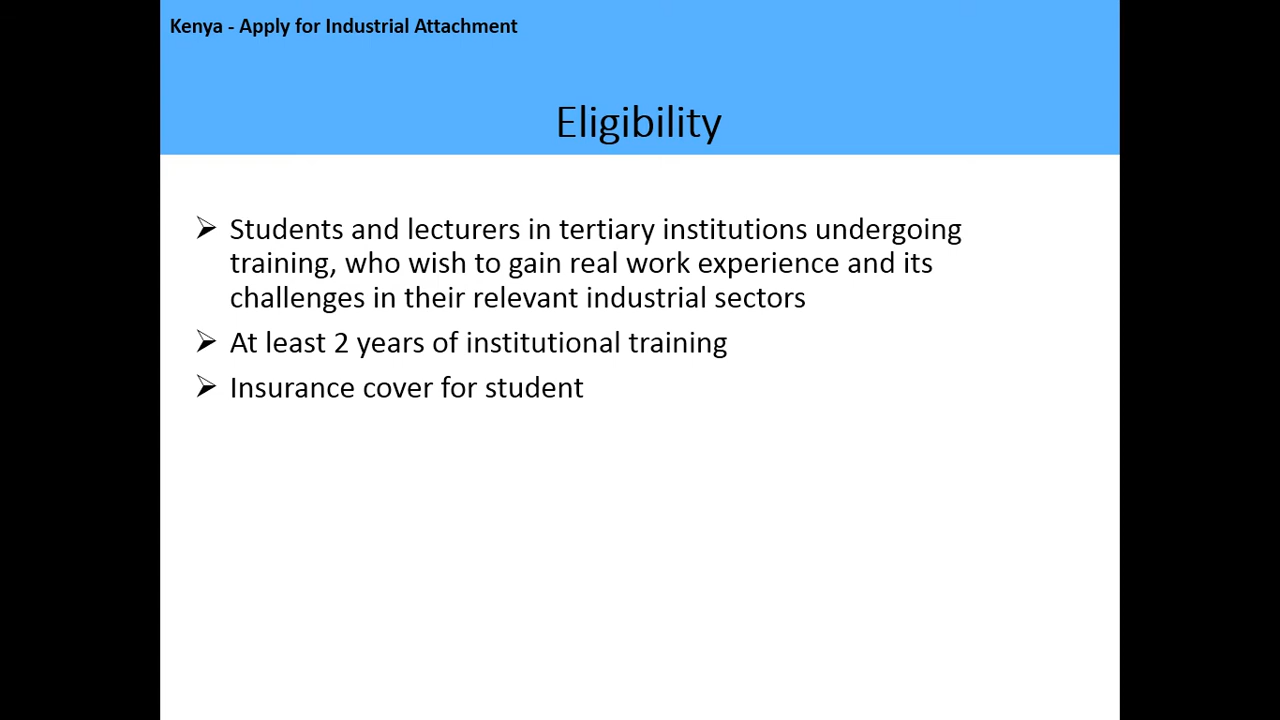 Kenya - Apply for Industrial Attachment
Eligibility
➢ Students and lecturers in tertiary institutions undergoing
training, who wish to gain real work experience and its
challenges in their relevant industrial sectors
➢ At least 2 years of institutional training
➢ Insurance cover for student